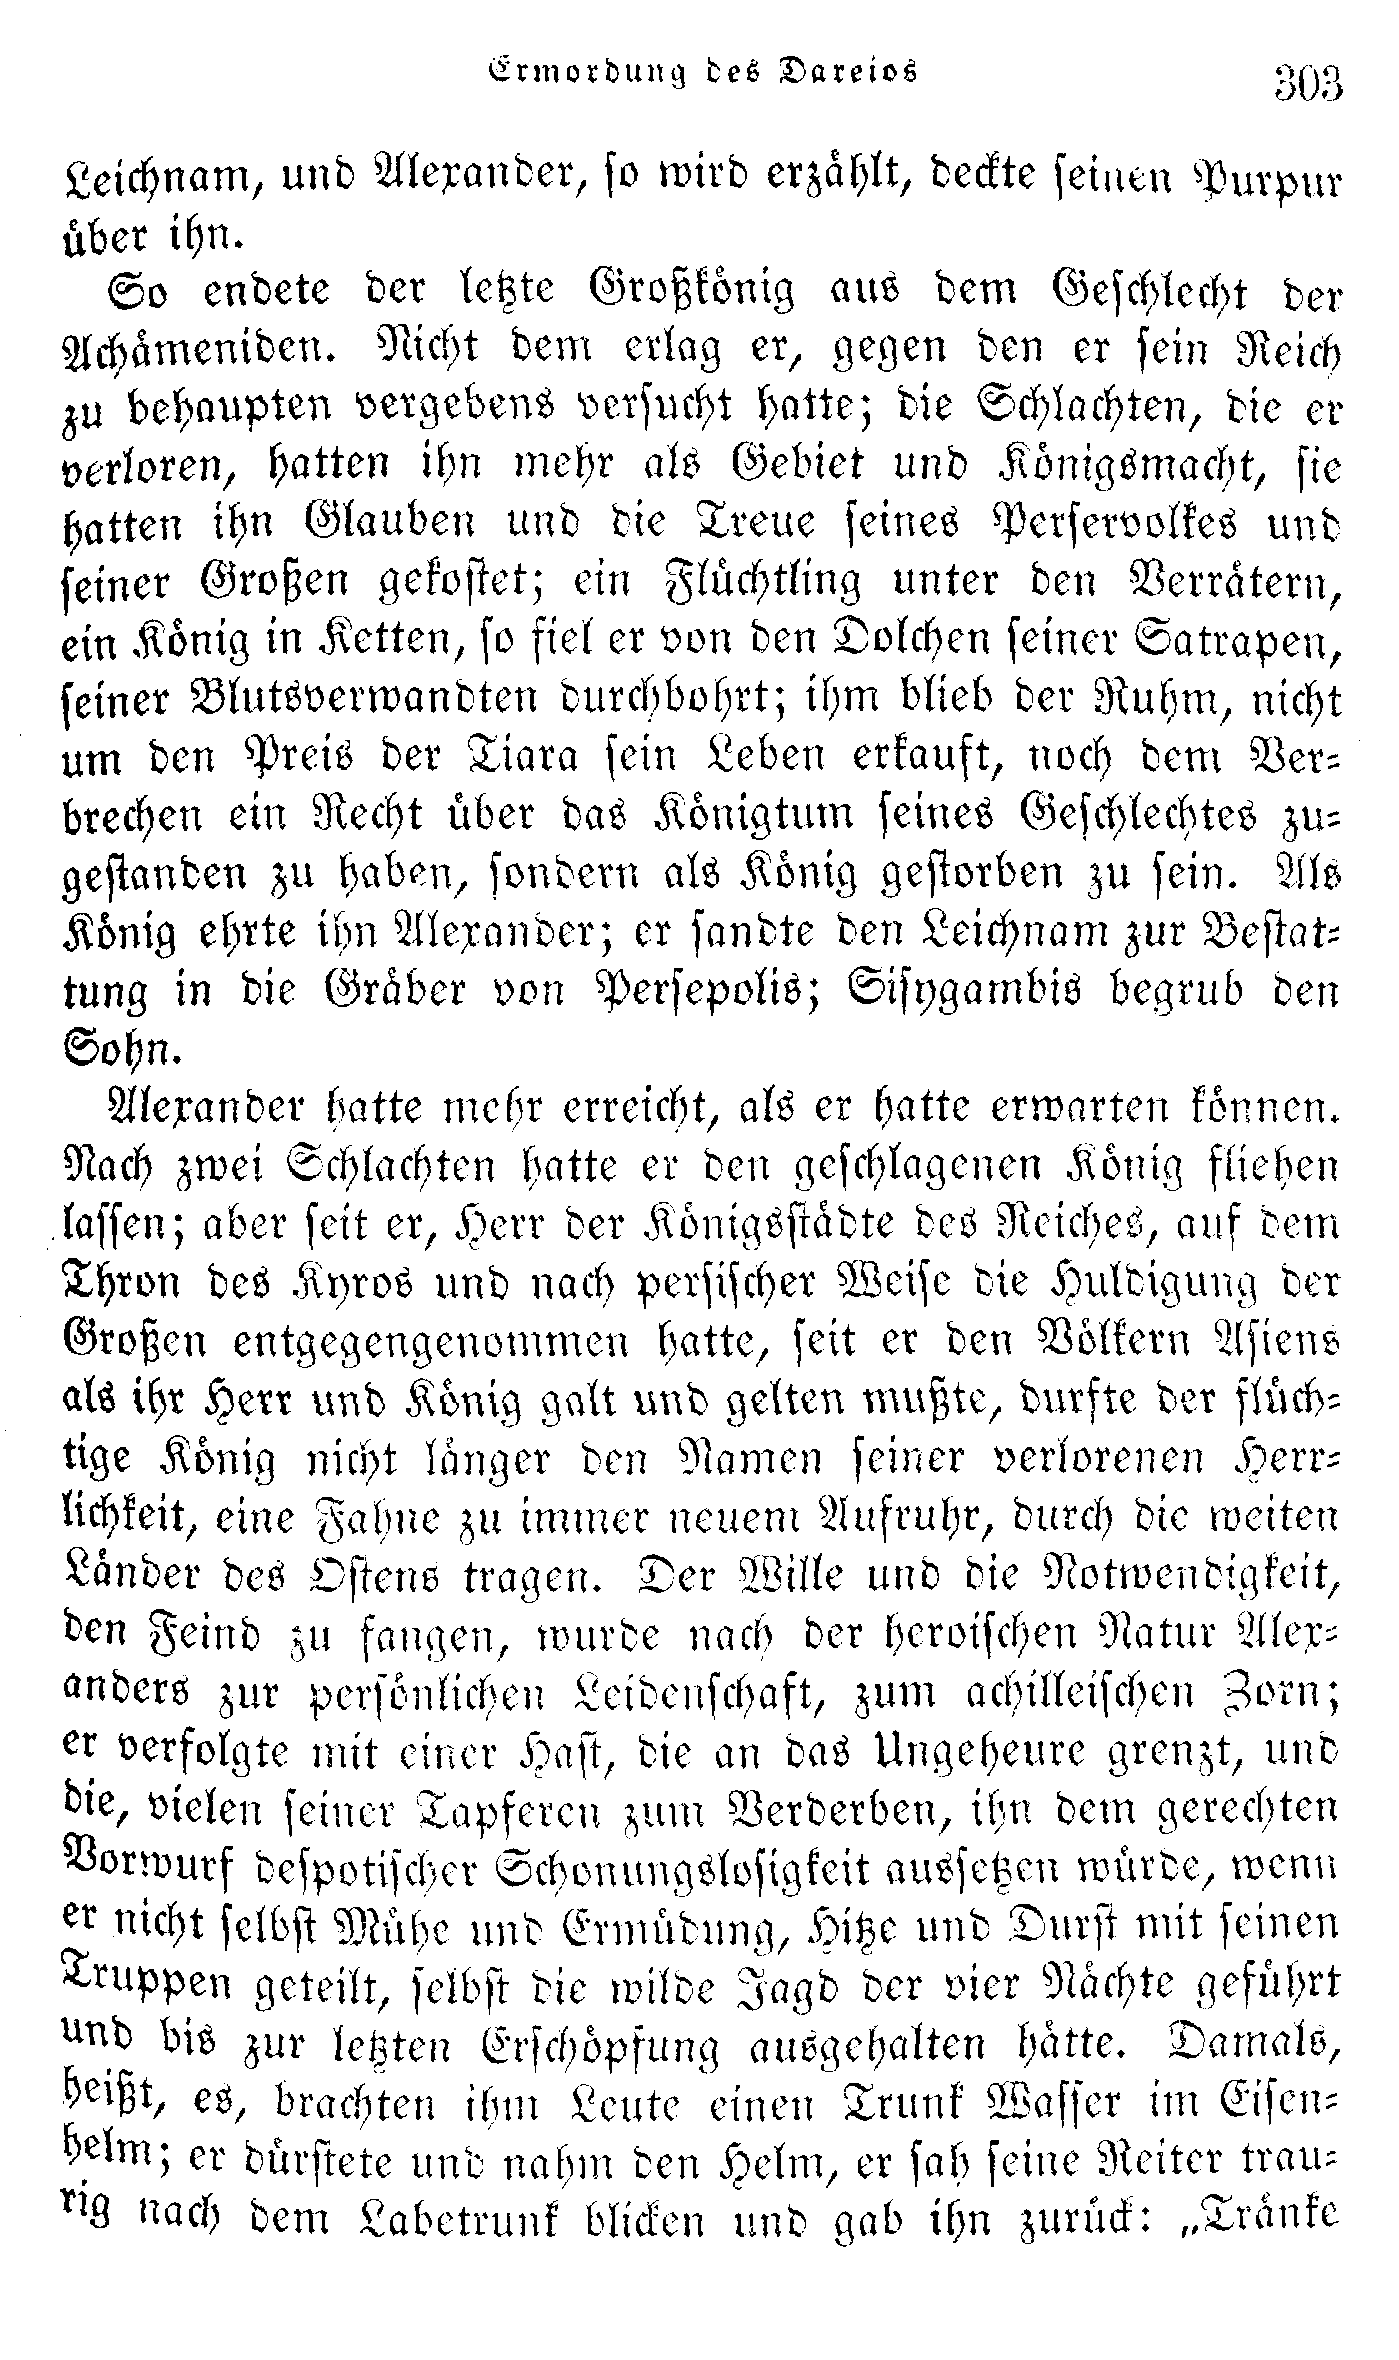 Ermordung des Dareios
303
Leichnam, und Alexander, so wird erzählt, deckte seinen Purpur
über ihn.
So endete der letzte Großkönig aus dem Geschlecht der
Achämeniden. Nicht dem erlag er, gegen den er sein Reich
zu behaupten vergebens versucht hatte; die Schlachten, die er
verloren, hatten ihn mehr als Gebiet und Königsmacht, sie
hatten ihn Glauben und die Treue seines Perservolkes und
seiner Großen gekostet; ein Flüchtling unter den Verrätern,
ein König in Ketten, so fiel er von den Dolchen seiner Satrapen,
seiner Blutsverwandten durchbohrt; ihm blieb der Ruhm, nicht
um den Preis der Tiara sein Leben erkauft, noch dem Ver-
brechen ein Recht über das Königtum seines Geschlechtes zu-
gestanden zu haben, sondern als König gestorben zu sein. Als
König ehrte ihn Alexander; er sandte den Leichnam zur Bestat-
tung in die Gräber von Persepolis; Sisygambis begrub den
Sohn.
Alexander hatte mehr erreicht, als er hatte erwarten können.
Nach zwei Schlachten hatte er den geschlagenen König fliehen
lassen; aber seit er, Herr der Königsstädte des Reiches, auf dem
Thron des Kyros und nach persischer Weise die Huldigung der
Großen entgegengenommen hatte, seit er den Völkern Asiens
als ihr Herr und König galt und gelten mußte, durfte der flüch-
tige König nicht länger den Namen seiner verlorenen Herr-
lichkeit, eine Fahne zu immer neuem Aufruhr, durch die weiten
Länder des Ostens tragen. Der Wille und die Notwendigkeit,
den Feind zu fangen, wurde nach der heroischen Natur Alex-
anders zur persönlichen Leidenschaft, zum achilleischen Zorn;
er verfolgte mit einer Hast, die an das Ungeheure grenzt, und
die, vielen seiner Tapferen zum Verderben, ihn dem gerechten
Vorwurf despotischer Schonungslosigkeit aussetzen würde, wenn
er nicht selbst Mühe und Ermüdung, Hitze und Durst mit seinen
Truppen geteilt, selbst die wilde Jagd der vier Nächte geführt
und bis zur letzten Erschöpfung ausgehalten hätte. Damals,
heißt, es, brachten ihm Leute einen Trunk Wasser im Eisen-
helm; er dürstete und nahm den Helm, er sah seine Reiter trau-
rig nach dem Labetrunk blicken und gab ihn zurück: „Tränke